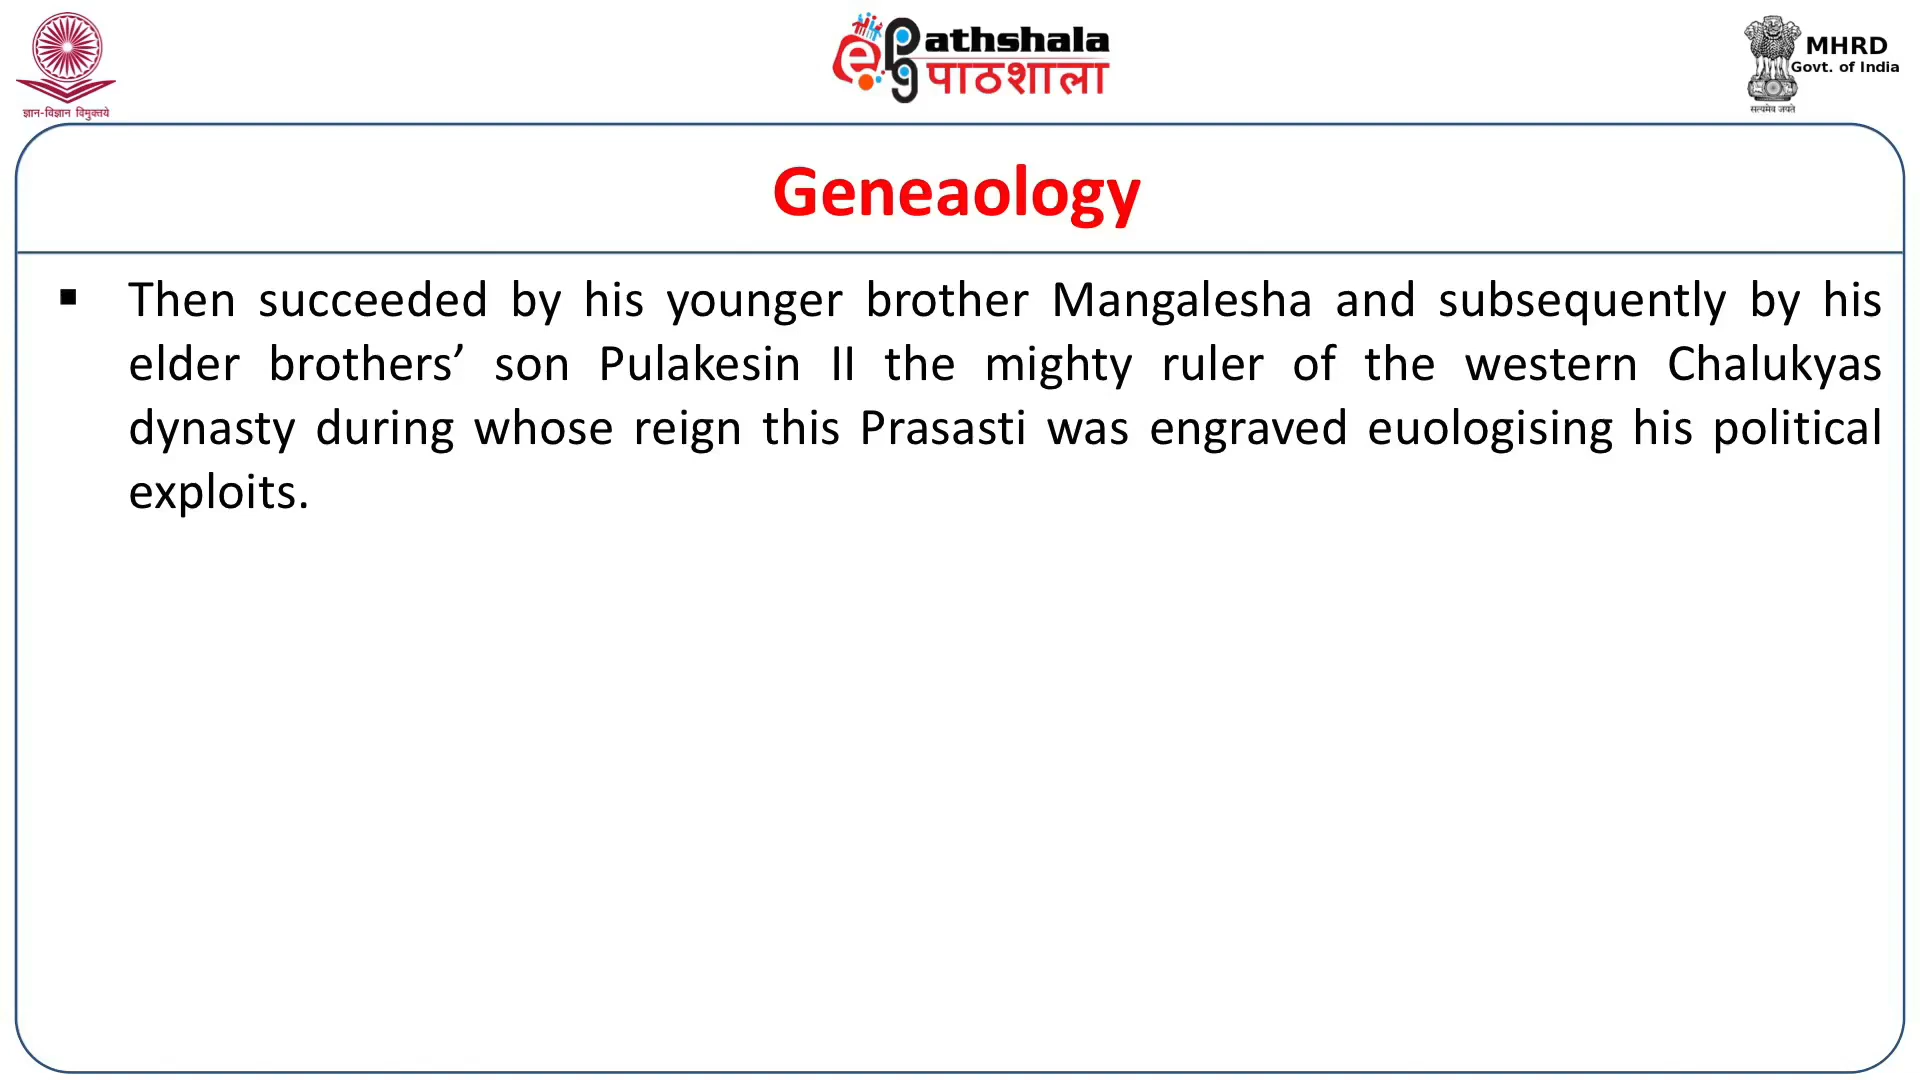 ज्ञान-विज्ञान विमुक्तये
e pg Pathshala
पाठशाला
MHRD
Govt. of India
सत्यमेव जयते
Geneaology
▪ Then succeeded by his younger brother Mangalesha and subsequently by his
elder brothers’ son Pulakesin II the mighty ruler of the western Chalukyas
dynasty during whose reign this Prasasti was engraved euologising his political
exploits.